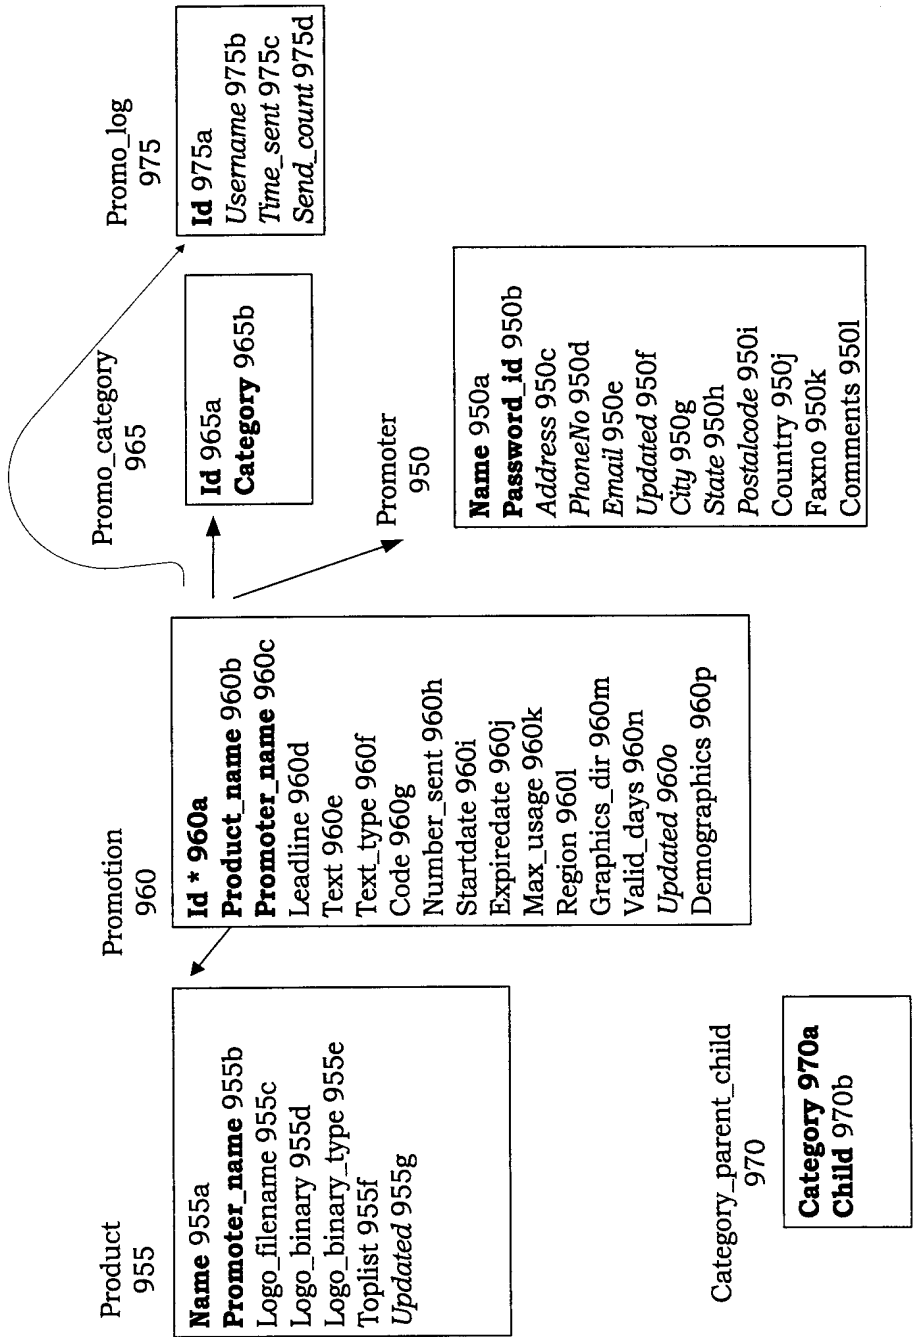 Product
955
Name 955a
Promoter_name 955b
Logo_filename 955c
Logo_binary 955d
Logo_binary_type 955e
Toplist 955f
Updated 955g
Promotion
960
Id * 960a
Product_name 960b
Promoter_name 960c
Leadline 960d
Text 960e
Text_type 960f
Code 960g
Number_sent 960h
Startdate 960i
Expiredate 960j
Max_usage 960k
Region 960l
Graphics_dir 960m
Valid_days 960n
Updated 960o
Demographics 960p
Promo_category
965
Id 965a
Category 965b
Promo_log
975
Id 975a
Username 975b
Time_sent 975c
Send_count 975d
Promoter
950
Name 950a
Password_id 950b
Address 950c
PhoneNo 950d
Email 950e
Updated 950f
City 950g
State 950h
Postalcode 950i
Country 950j
Faxno 950k
Comments 950l
Category_parent_child
970
Category 970a
Child 970b